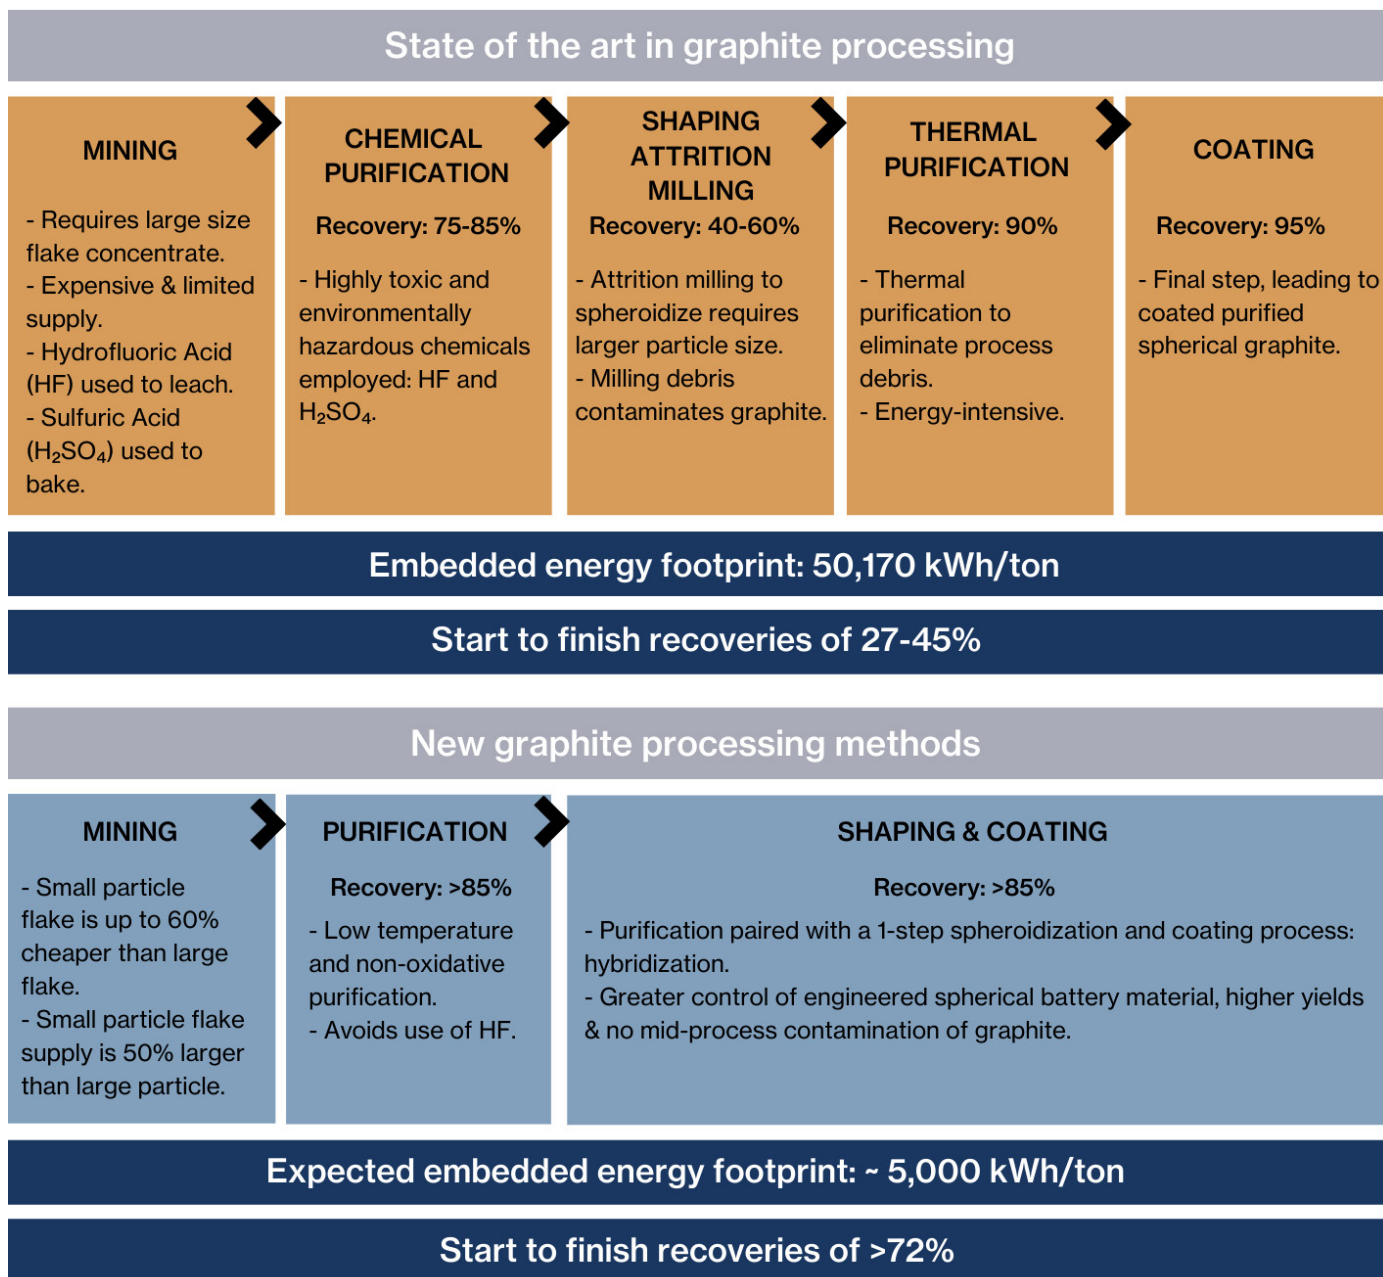 State of the art in graphite processing
MINING
- Requires large size
flake concentrate.
- Expensive & limited
supply.
- Hydrofluoric Acid
(HF) used to leach.
- Sulfuric Acid
(H₂SO₄) used to
bake.
CHEMICAL
PURIFICATION
Recovery: 75-85%
- Highly toxic and
environmentally
hazardous chemicals
employed: HF and
H₂SO₄.
SHAPING
ATTRITION
MILLING
Recovery: 40-60%
- Attrition milling to
spheroidize requires
larger particle size.
- Milling debris
contaminates graphite.
THERMAL
PURIFICATION
Recovery: 90%
- Thermal
purification to
eliminate process
debris.
- Energy-intensive.
COATING
Recovery: 95%
- Final step, leading to
coated purified
spherical graphite.
Embedded energy footprint: 50,170 kWh/ton
Start to finish recoveries of 27-45%
New graphite processing methods
MINING
- Small particle
flake is up to 60%
cheaper than large
flake.
- Small particle flake
supply is 50% larger
than large particle.
PURIFICATION
Recovery: >85%
- Low temperature
and non-oxidative
purification.
- Avoids use of HF.
SHAPING & COATING
Recovery: >85%
- Purification paired with a 1-step spheroidization and coating process:
hybridization.
- Greater control of engineered spherical battery material, higher yields
& no mid-process contamination of graphite.
Expected embedded energy footprint: ~ 5,000 kWh/ton
Start to finish recoveries of >72%